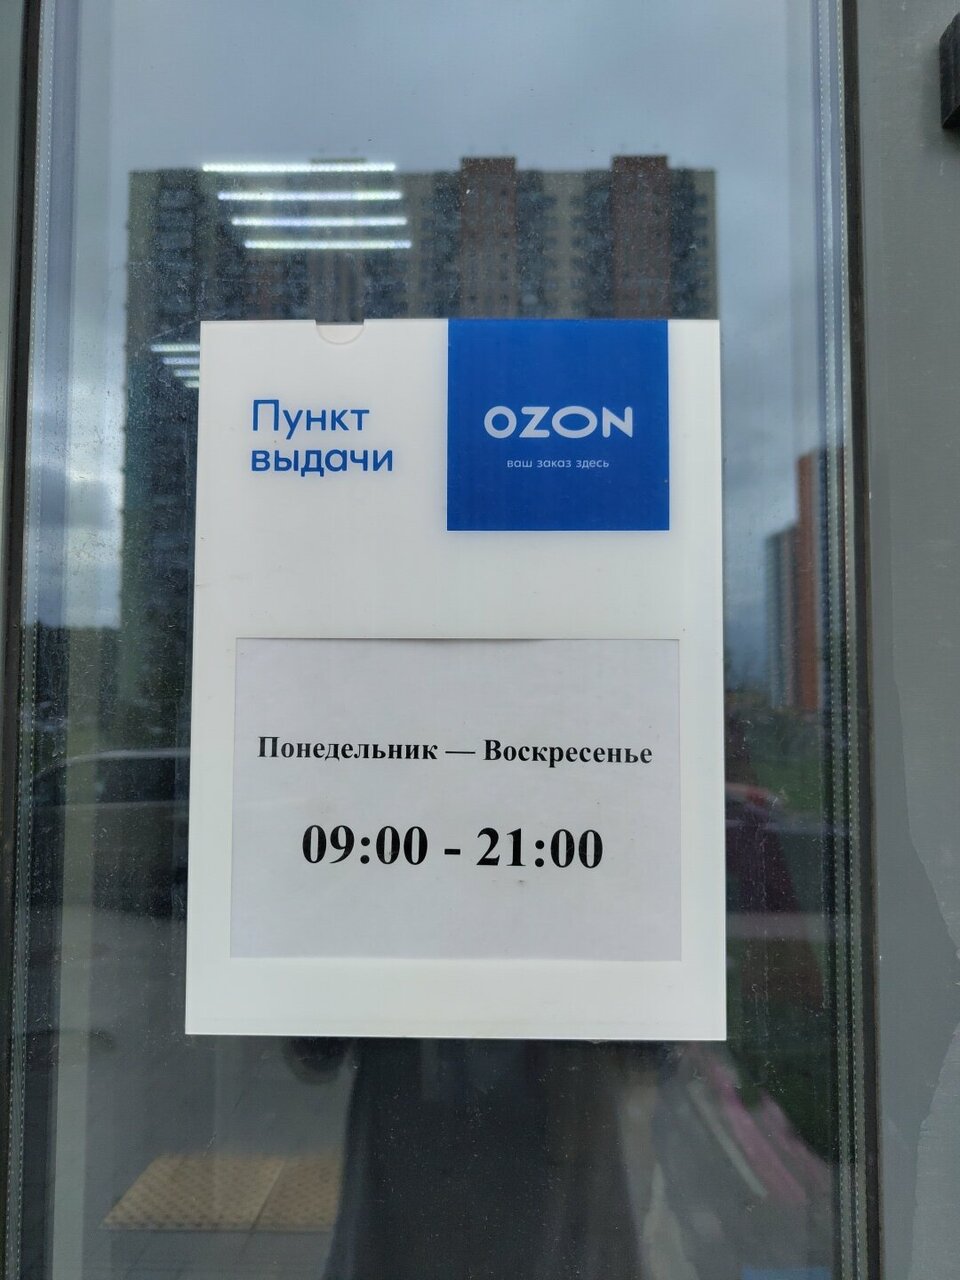 Пункт
выдачи
OZON
ваш заказ здесь
Понедельник — Воскресенье
09:00 - 21:00